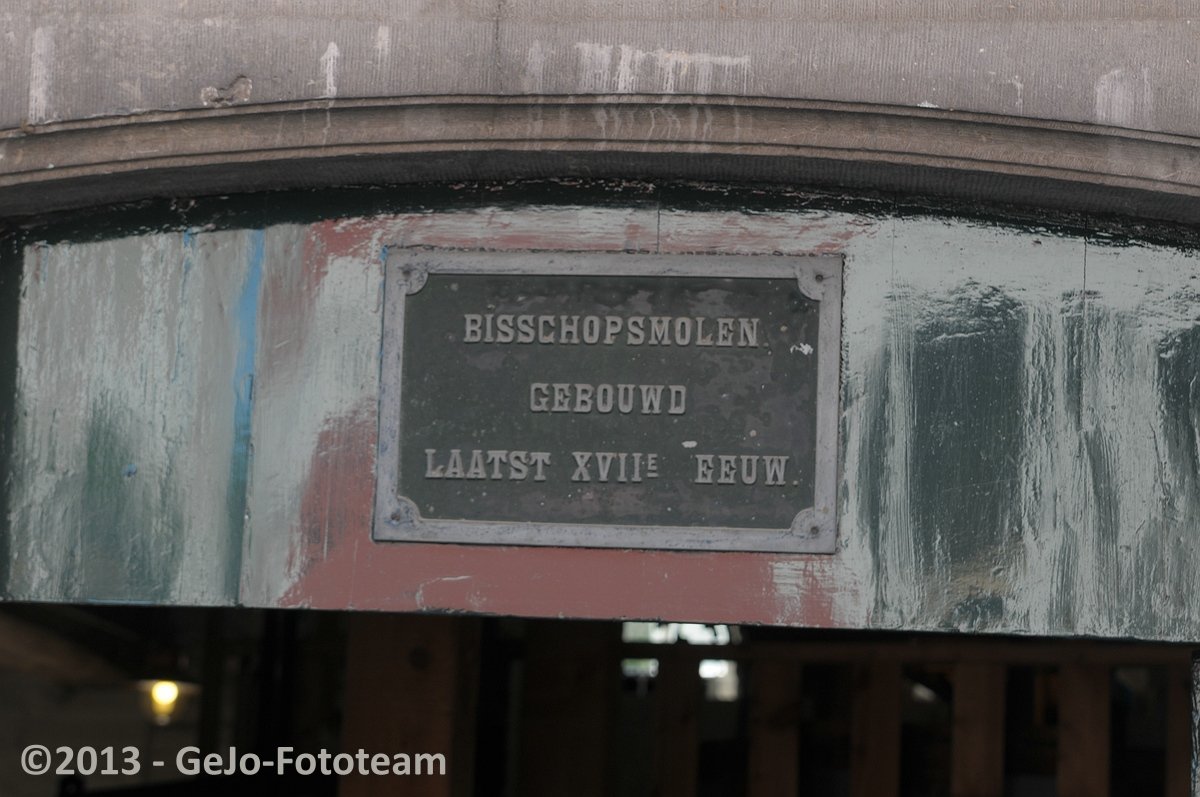 BISSCHOPSMOLEN.
GEBOUWD
LAATST XVIIE EEUW.
©2013 - GeJo-Fototeam